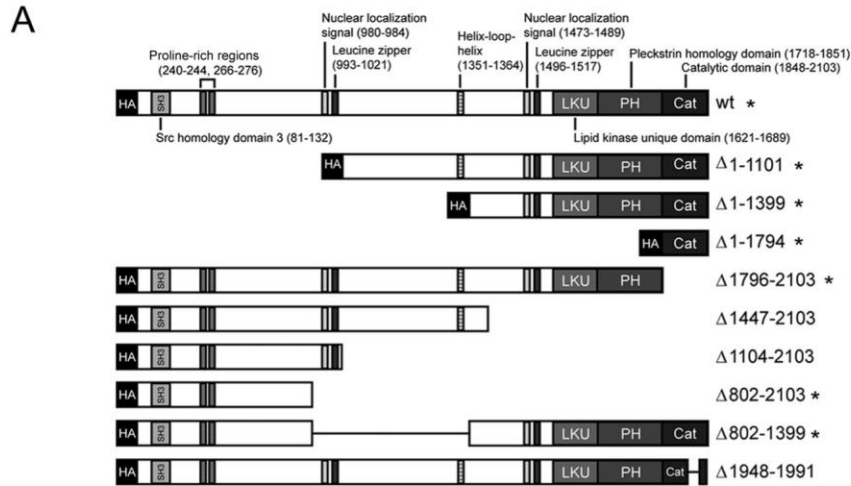 A
Nuclear localization
signal (980-984)
Helix-loop-
helix
(1351-1364)
Nuclear localization
signal (1473-1489)
Proline-rich regions
(240-244, 266-276)
Leucine zipper
(993-1021)
Leucine zipper
(1496-1517)
Pleckstrin homology domain (1718-1851)
Catalytic domain (1848-2103)
HA SH3 LKU PH Cat wt *
Src homology domain 3 (81-132)
Lipid kinase unique domain (1621-1689)
HA LKU PH Cat Δ1-1101 *
HA LKU PH Cat Δ1-1399 *
HA Cat Δ1-1794 *
HA SH3 LKU PH Δ1796-2103 *
HA SH3 Δ1447-2103
HA SH3 Δ1104-2103
HA SH3 Δ802-2103 *
HA SH3 LKU PH Cat Δ802-1399 *
HA SH3 LKU PH Cat Δ1948-1991